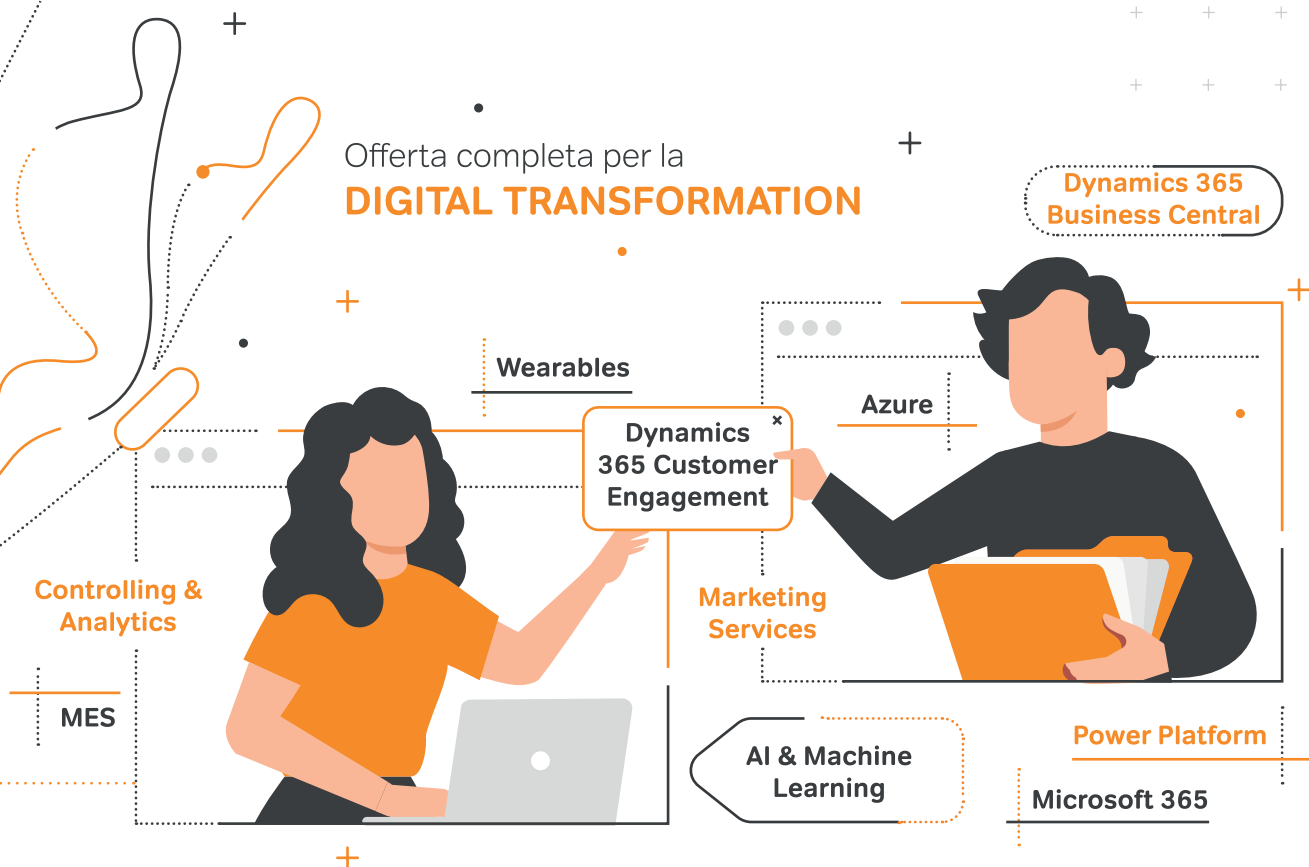 Offerta completa per la
DIGITAL TRANSFORMATION
Dynamics 365
Business Central
Wearables
Azure
Dynamics
365 Customer
Engagement
Controlling &
Analytics
Marketing
Services
MES
AI & Machine
Learning
Power Platform
Microsoft 365